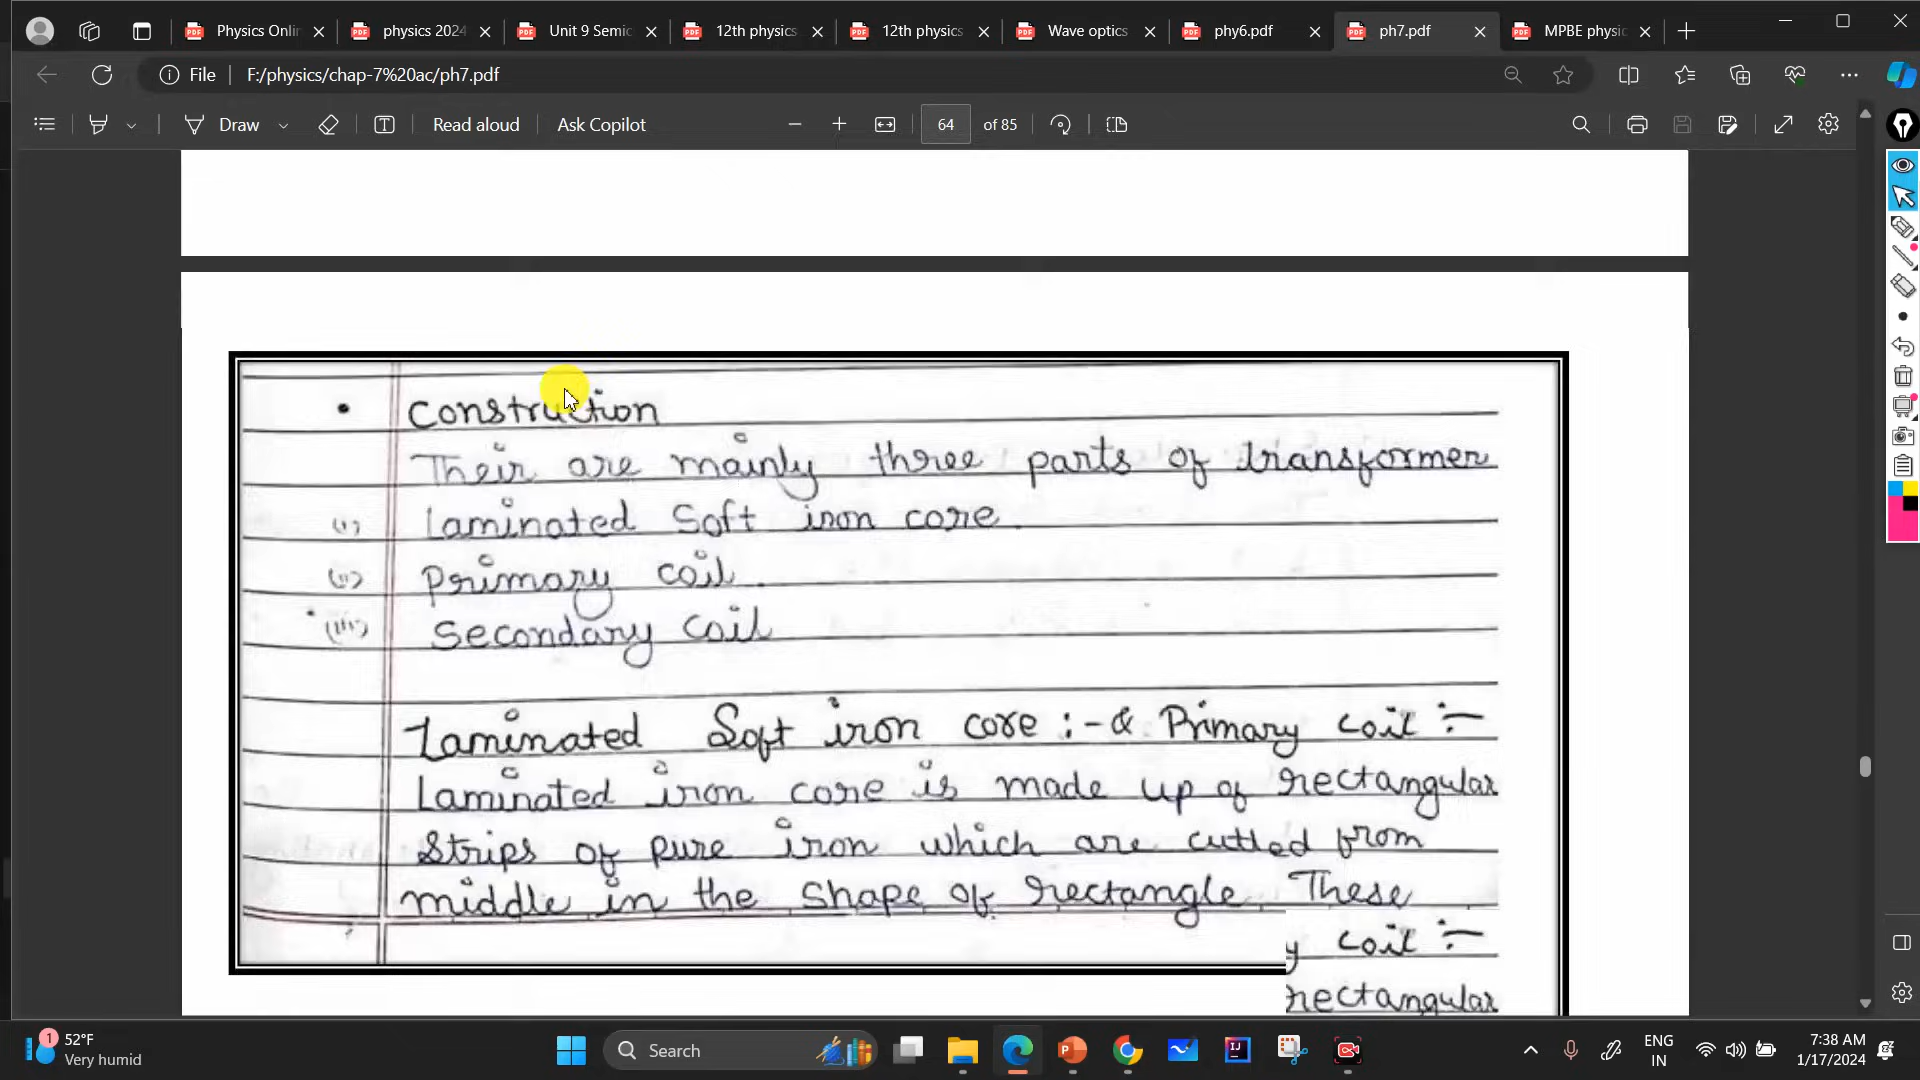 Physics Onlin
physics 2024
Unit 9 Semic
12th physics
12th physics
Wave optics
phy6.pdf
ph7.pdf
MPBE physic
File
F:/physics/chap-7%20ac/ph7.pdf
Draw
Read aloud
Ask Copilot
64
of 85
• Construction
Their are mainly three parts of transformer
(i) Laminated Soft iron core.
(ii) Primary coil.
(iii) Secondary coil
Laminated Soft iron core :- & Primary coil :-
Laminated iron core is made up of rectangular
Strips of pure iron which are cutted from
middle in the shape of rectangle. These
y coil :-
rectangular
1
52°F
Very humid
Search
ENG
IN
7:38 AM
1/17/2024